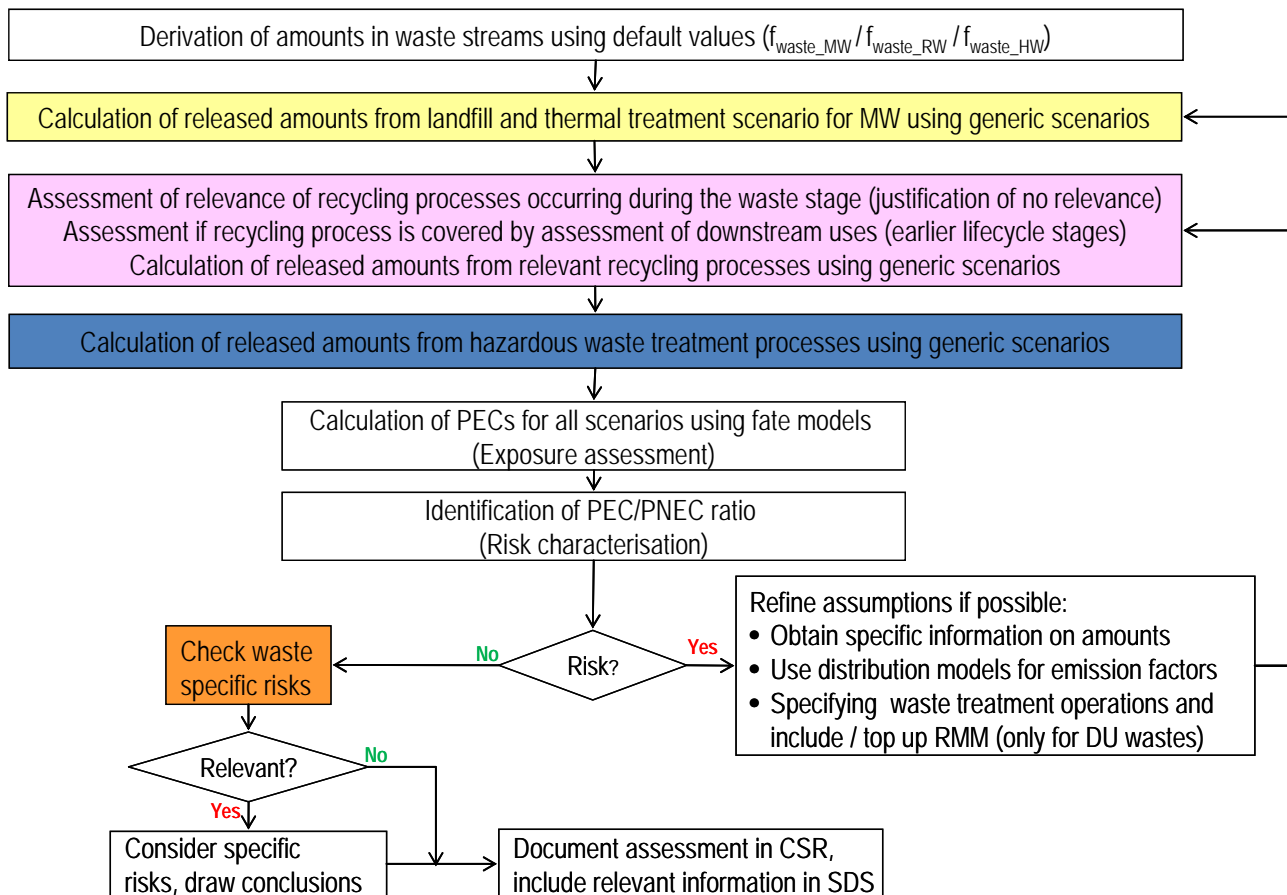 Derivation of amounts in waste streams using default values (fwaste_MW / fwaste_RW / fwaste_HW)
Calculation of released amounts from landfill and thermal treatment scenario for MW using generic scenarios
Assessment of relevance of recycling processes occurring during the waste stage (justification of no relevance)
Assessment if recycling process is covered by assessment of downstream uses (earlier lifecycle stages)
Calculation of released amounts from relevant recycling processes using generic scenarios
Calculation of released amounts from hazardous waste treatment processes using generic scenarios
Calculation of PECs for all scenarios using fate models
(Exposure assessment)
Identification of PEC/PNEC ratio
(Risk characterisation)
Risk?
No
Yes
Refine assumptions if possible:
• Obtain specific information on amounts
• Use distribution models for emission factors
• Specifying waste treatment operations and
include / top up RMM (only for DU wastes)
Check waste
specific risks
Relevant?
No
Yes
Consider specific
risks, draw conclusions
Document assessment in CSR,
include relevant information in SDS